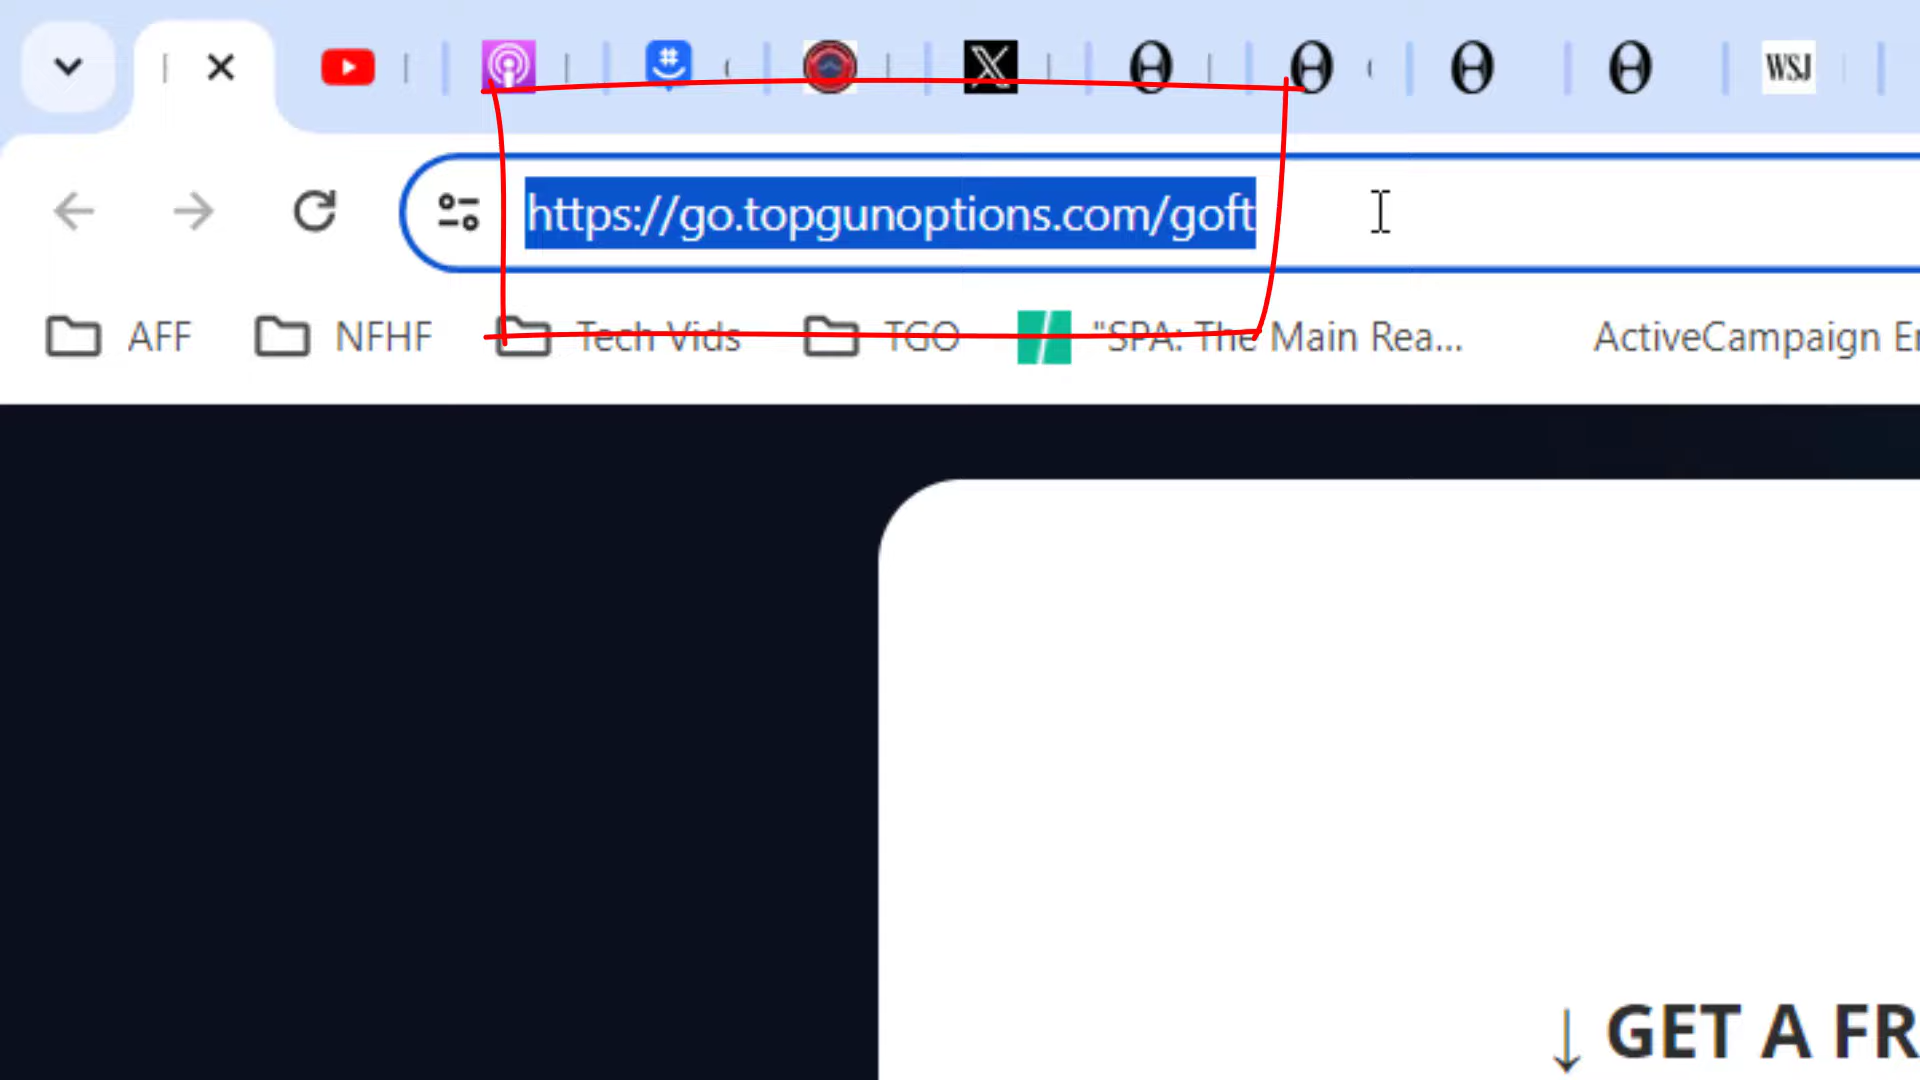 WSJ
https://go.topgunoptions.com/goft
AFF NFHF Tech Vids TGO "SPA: The Main Rea... ActiveCampaign
↓ GET A FR